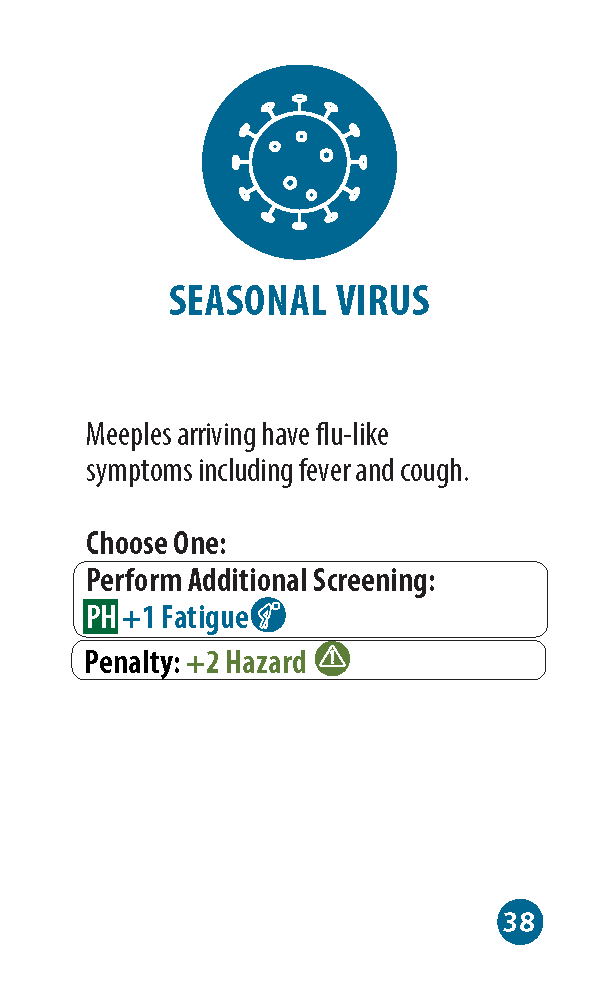 SEASONAL VIRUS
Meeples arriving have flu-like
symptoms including fever and cough.
Choose One:
Perform Additional Screening:
PH +1 Fatigue
Penalty: +2 Hazard
38